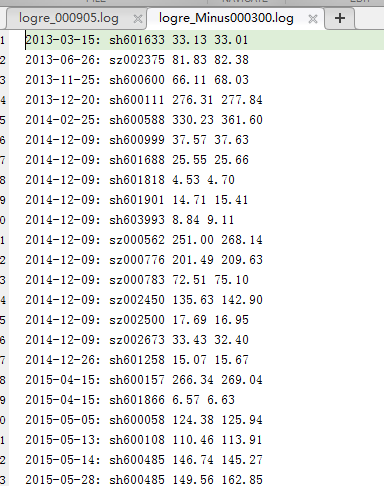 logre_000905.log × logre_Minus000300.log × +
1 2013-03-15: sh601633 33.13 33.01
2 2013-06-26: sz002375 81.83 82.38
3 2013-11-25: sh600600 66.11 68.03
4 2013-12-20: sh600111 276.31 277.84
5 2014-02-25: sh600588 330.23 361.60
6 2014-12-09: sh600999 37.57 37.63
7 2014-12-09: sh601688 25.55 25.66
8 2014-12-09: sh601818 4.53 4.70
9 2014-12-09: sh601901 14.71 15.41
0 2014-12-09: sh603993 8.84 9.11
1 2014-12-09: sz000562 251.00 268.14
2 2014-12-09: sz000776 201.49 209.63
3 2014-12-09: sz000783 72.51 75.10
4 2014-12-09: sz002450 135.63 142.90
5 2014-12-09: sz002500 17.69 16.95
6 2014-12-09: sz002673 33.43 32.40
7 2014-12-26: sh601258 15.07 15.67
8 2015-04-15: sh600157 266.34 269.04
9 2015-04-15: sh601866 6.57 6.63
0 2015-05-05: sh600058 124.38 125.94
1 2015-05-13: sh600108 110.46 113.91
2 2015-05-14: sh600485 146.74 145.27
3 2015-05-28: sh600485 149.56 162.85